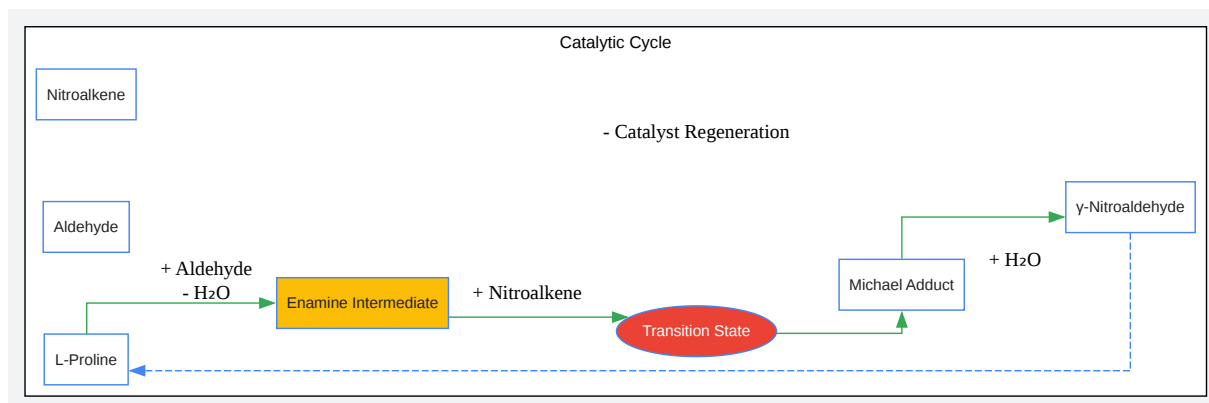 Catalytic Cycle
Nitroalkene
- Catalyst Regeneration
γ-Nitroaldehyde
Aldehyde
+ Aldehyde
- H₂O
+ H₂O
Michael Adduct
Enamine Intermediate
+ Nitroalkene
Transition State
L-Proline